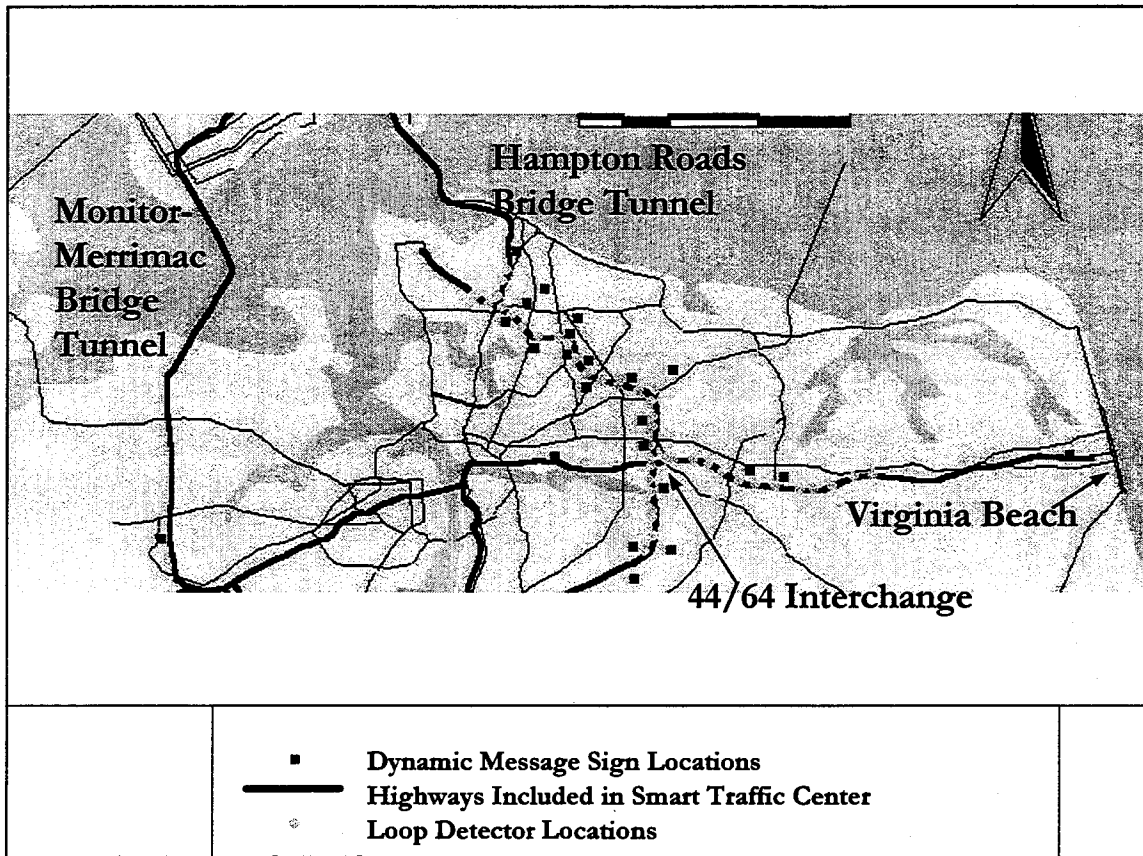 Hampton Roads
Bridge Tunnel
Monitor-
Merrimac
Bridge
Tunnel
Virginia Beach
44/64 Interchange
Dynamic Message Sign Locations
Highways Included in Smart Traffic Center
Loop Detector Locations